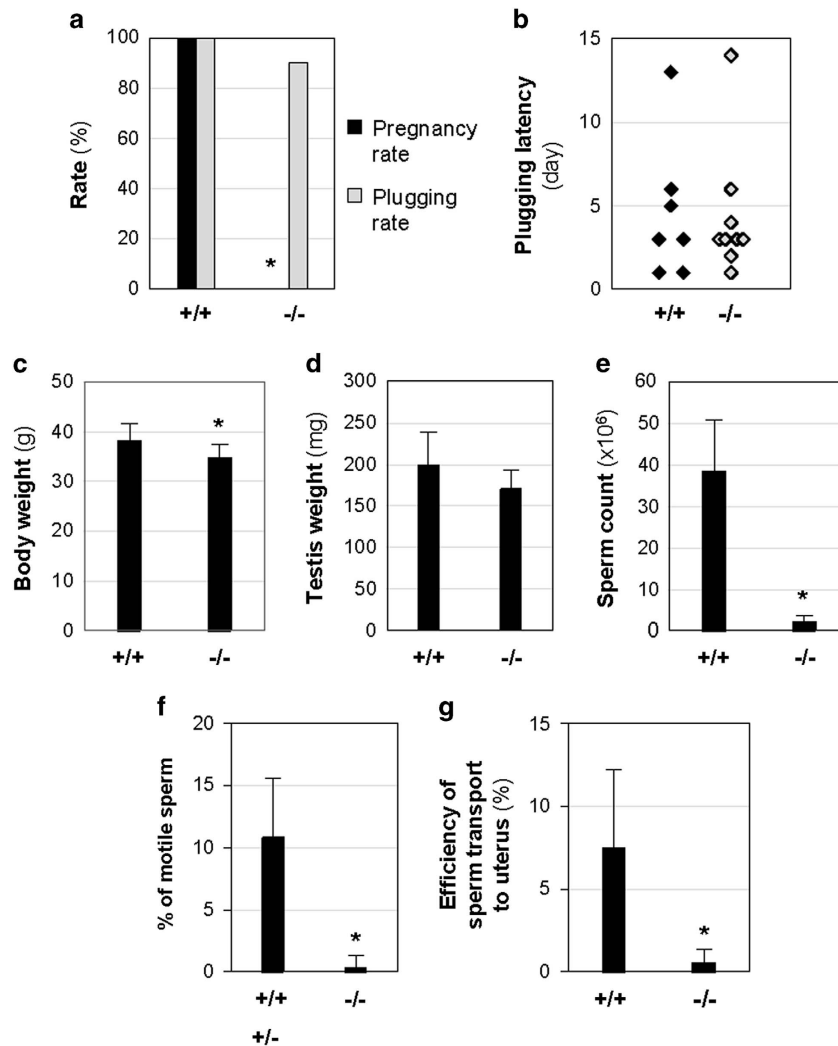 a
100
80
60
40
20
0
Rate (%)
*
+/+
-/-
Pregnancy
rate
Plugging
rate
b
15
10
5
0
Plugging latency
(day)
+/+
-/-
c
50
40
30
20
10
0
Body weight (g)
*
+/+
-/-
d
300
250
200
150
100
50
0
Testis weight (mg)
+/+
-/-
e
60
50
40
30
20
10
0
Sperm count (x10⁶)
*
+/+
-/-
f
20
15
10
5
0
% of motile sperm
*
+/+
-/-
+/-
g
15
10
5
0
Efficiency of
sperm transport
to uterus (%)
*
+/+
-/-